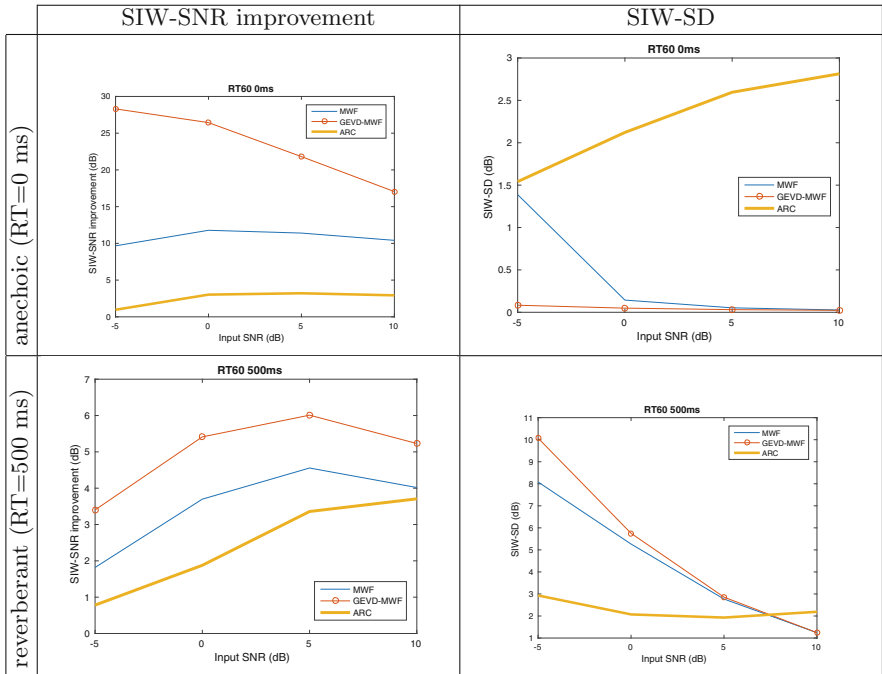 SIW-SNR improvement
SIW-SD
anechoic (RT=0 ms)
RT60 0ms
30
25
20
15
10
5
0
SIW-SNR improvement (dB)
-5
0
5
10
Input SNR (dB)
MWF
GEVD-MWF
ARC
RT60 0ms
3
2.5
2
1.5
1
0.5
0
SIW-SD (dB)
-5
0
5
10
Input SNR (dB)
MWF
GEVD-MWF
ARC
reverberant (RT=500 ms)
RT60 500ms
7
6
5
4
3
2
1
0
SIW-SNR improvement (dB)
-5
0
5
10
Input SNR (dB)
MWF
GEVD-MWF
ARC
RT60 500ms
11
10
9
8
7
6
5
4
3
2
1
SIW-SD (dB)
-5
0
5
10
Input SNR (dB)
MWF
GEVD-MWF
ARC